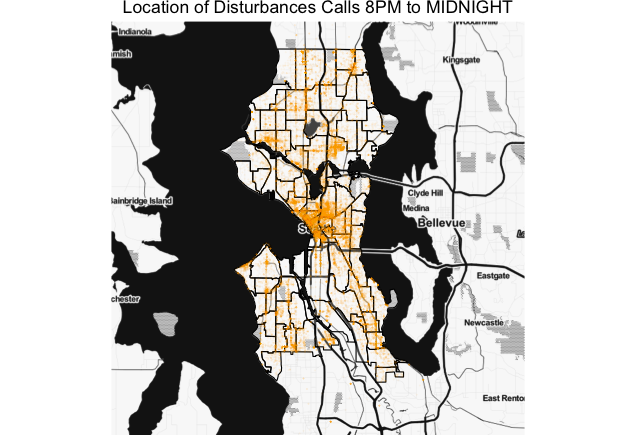 Location of Disturbances Calls 8PM to MIDNIGHT
Indianola
Kingsgate
Clyde Hill
Medina
Bainbridge Island
Bellevue
Eastgate
Newcastle
East Rento